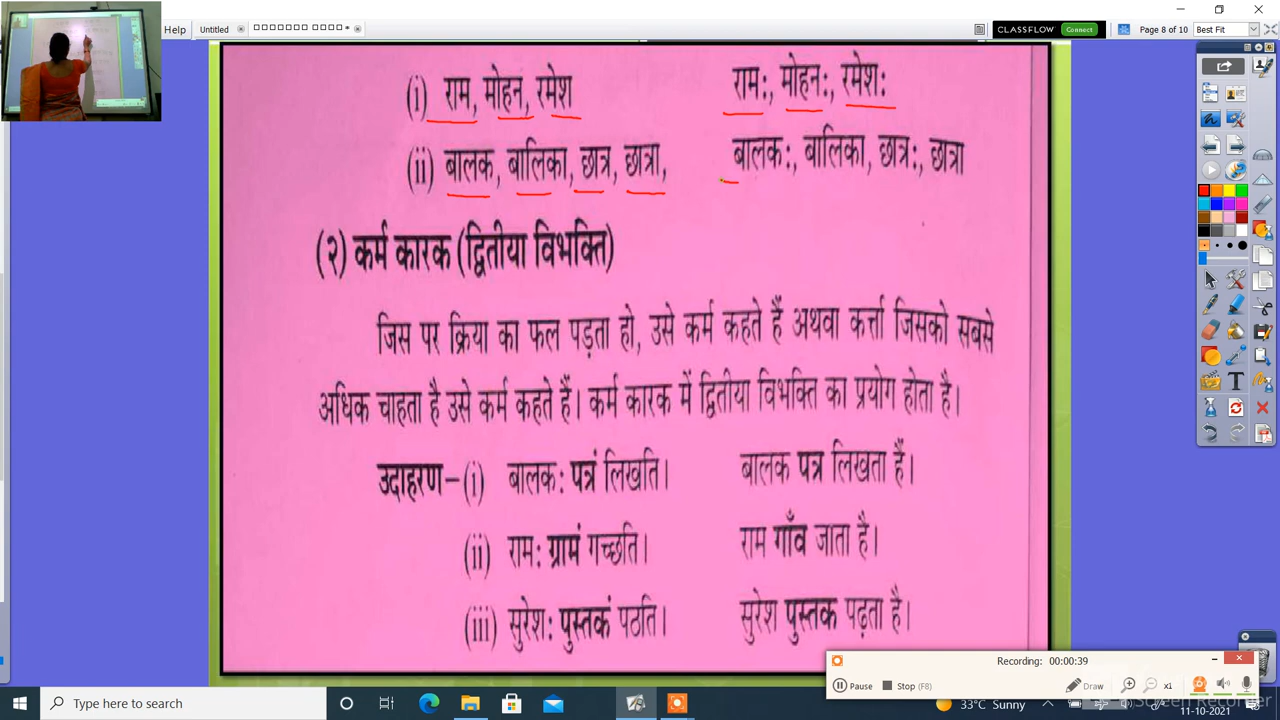 Help Untitled CLASSFLOW Connect Page 8 of 10 Best Fit
(i) राम, मोहन, रमेश रामः, मोहनः, रमेशः
(ii) बालक, बालिका, छात्र, छात्रा, बालकः, बालिका, छात्रः, छात्रा
(२) कर्म कारक (द्वितीया विभक्ति)
जिस पर क्रिया का फल पड़ता हो, उसे कर्म कहते हैं अथवा कर्त्ता जिसको सबसे
अधिक चाहता है उसे कर्म कहते हैं। कर्म कारक में द्वितीया विभक्ति का प्रयोग होता है।
उदाहरण–(i) बालकः पत्रं लिखति। बालक पत्र लिखता हैं।
(ii) रामः ग्रामं गच्छति। राम गाँव जाता है।
(iii) सुरेशः पुस्तकं पठति। सुरेश पुस्तक पढ़ता है।
Recording: 00:00:39
Pause Stop (F8) Draw x1
Screen Recorder
Type here to search 33°C Sunny 11-10-2021